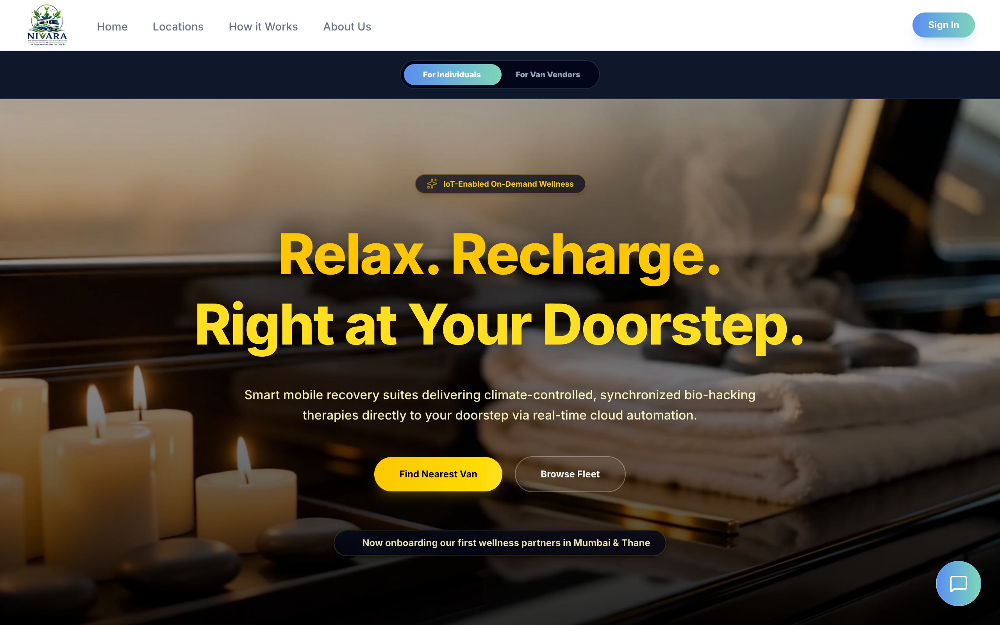 NIVARA
Home
Locations
How it Works
About Us
Sign In
For Individuals
For Van Vendors
IoT-Enabled On-Demand Wellness
Relax. Recharge.
Right at Your Doorstep.
Smart mobile recovery suites delivering climate-controlled, synchronized bio-hacking
therapies directly to your doorstep via real-time cloud automation.
Find Nearest Van
Browse Fleet
Now onboarding our first wellness partners in Mumbai & Thane